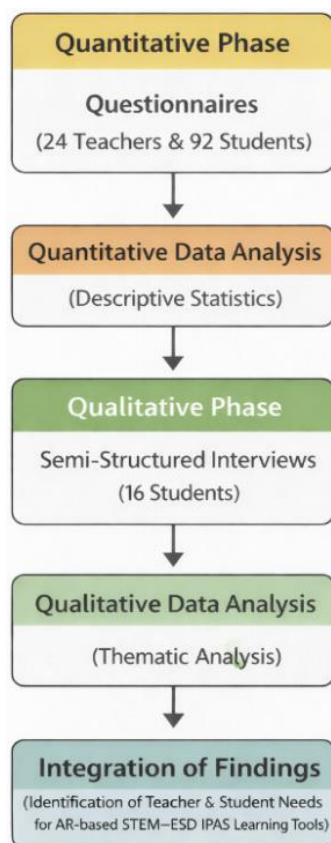 Quantitative Phase
Questionnaires
(24 Teachers & 92 Students)
Quantitative Data Analysis
(Descriptive Statistics)
Qualitative Phase
Semi-Structured Interviews
(16 Students)
Qualitative Data Analysis
(Thematic Analysis)
Integration of Findings
(Identification of Teacher & Student Needs
for AR-based STEM–ESD IPAS Learning Tools)